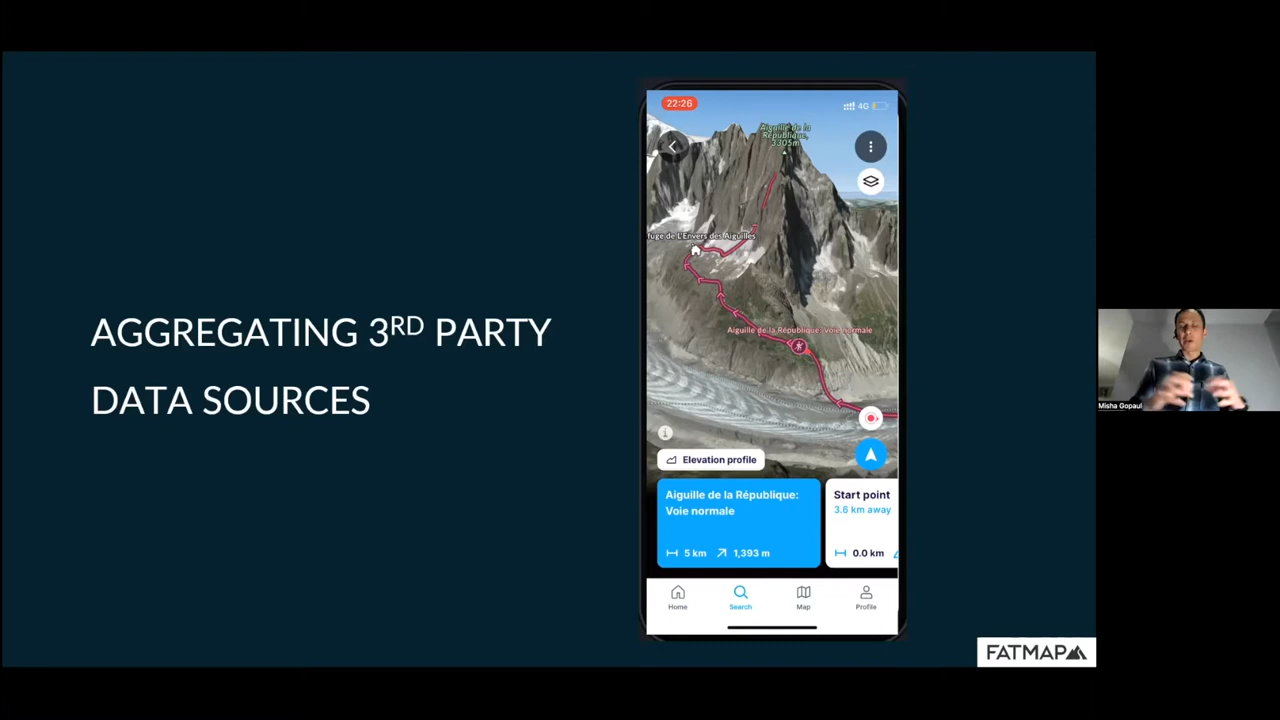 AGGREGATING 3RD PARTY
DATA SOURCES
22:26
4G
Aiguille de la
République,
3305m
fuge de L'Envers des Aiguilles
Aiguille de la République: Voie normale
Elevation profile
Aiguille de la République:
Voie normale
5 km
1,393 m
Start point
3.6 km away
0.0 km
Home
Search
Map
Profile
FATMAP
Misha Gopaul